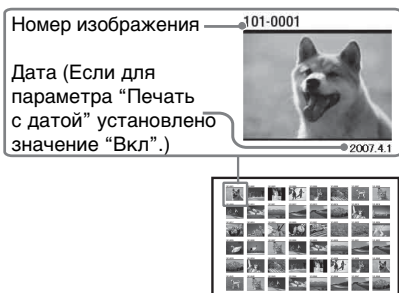 Номер изображения
101-0001
Дата (Если для
параметра “Печать
с датой” установлено
значение “Вкл”.)
2007.4.1